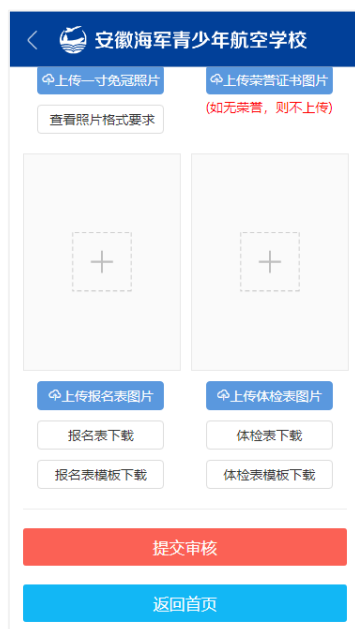 安徽海军青少年航空学校
上传一寸免冠照片
上传荣誉证书图片
查看照片格式要求
(如无荣誉，则不上传)
上传报名表图片
上传体检表图片
报名表下载
体检表下载
报名表模板下载
体检表模板下载
提交审核
返回首页